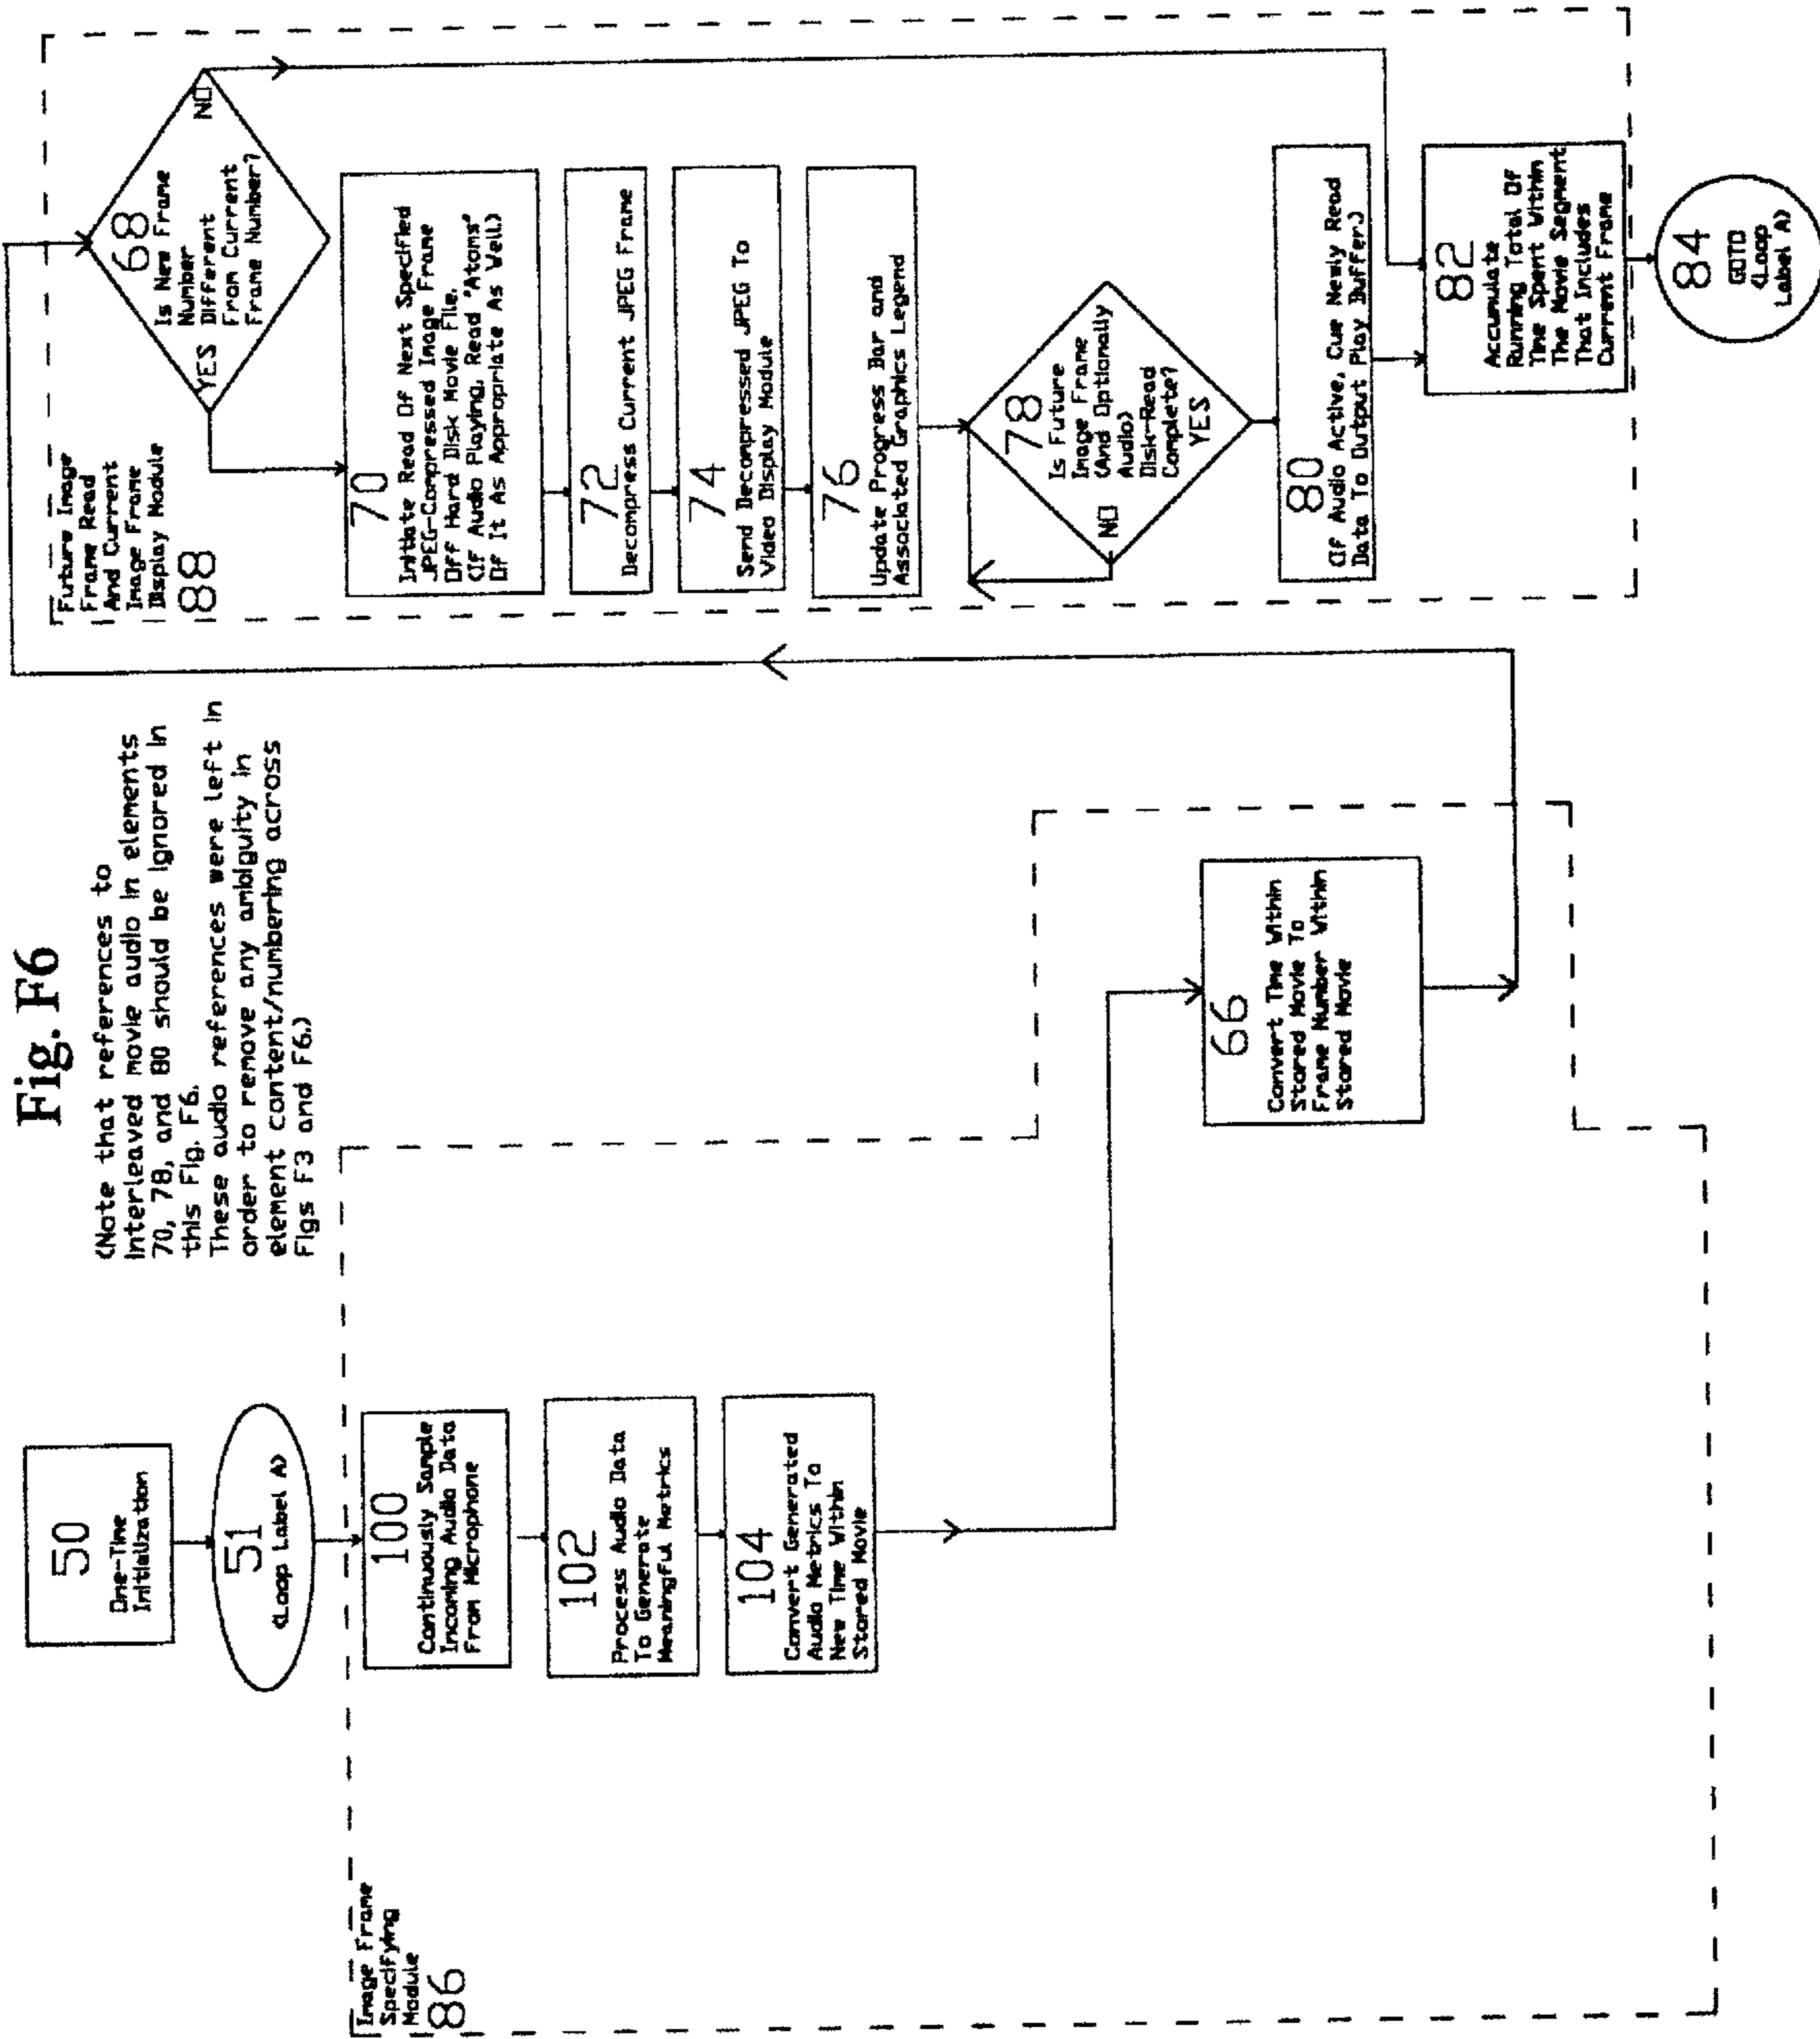 Fig. F6
(Note that references to
interleaved movie audio in elements
70, 78, and 80 should be ignored in
this Fig. F6.
These audio references were left in
order to remove any ambiguity in
element content/numbering across
Figs F3 and F6.)
50
One-Time
Initialization
51
<Loop Label A>
Image Frame
Specifying
Module
86
100
Continuously Sample
Incoming Audio Data
From Microphone
102
Process Audio Data
To Generate
Meaningful Metrics
104
Convert Generated
Audio Metrics To
New Time Within
Stored Movie
66
Convert Time Within
Stored Movie To
Frame Number Within
Stored Movie
Future Image
Frame Read
And Current
Image Frame
Display Module
88
68
Is New Frame
Number
Different
From Current
Frame Number?
YES
NO
70
Initiate Read Of Next Specified
JPEG-Compressed Image Frame
Off Hard Disk Movie File.
(If Audio Playing, Read "Atoms"
Of It As Appropriate As Well.)
72
Decompress Current JPEG Frame
74
Send Decompressed JPEG To
Video Display Module
76
Update Progress Bar and
Associated Graphics Legend
78
Is Future
Image Frame
(And Optionally
Audio)
Disk-Read
Complete?
NO
YES
80
(If Audio Active, Cue Newly Read
Data To Output Play Buffer.)
82
Accumulate
Running Total Of
Time Spent Within
The Movie Segment
That Includes
Current Frame
84
GOTO
<Loop
Label A>